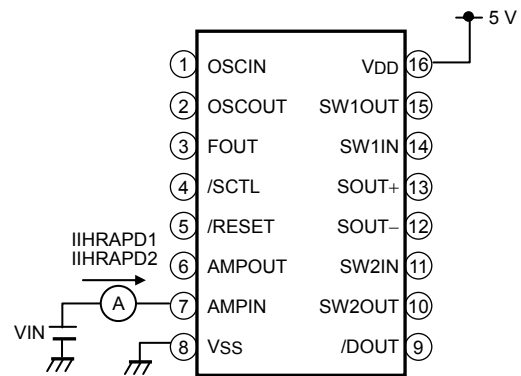 5 V
1 OSCIN VDD 16
2 OSCOUT SW1OUT 15
3 FOUT SW1IN 14
4 /SCTL SOUT+ 13
5 /RESET SOUT− 12
IIHRAPD1
IIHRAPD2
6 AMPOUT SW2IN 11
A
7 AMPIN SW2OUT 10
VIN
8 VSS /DOUT 9